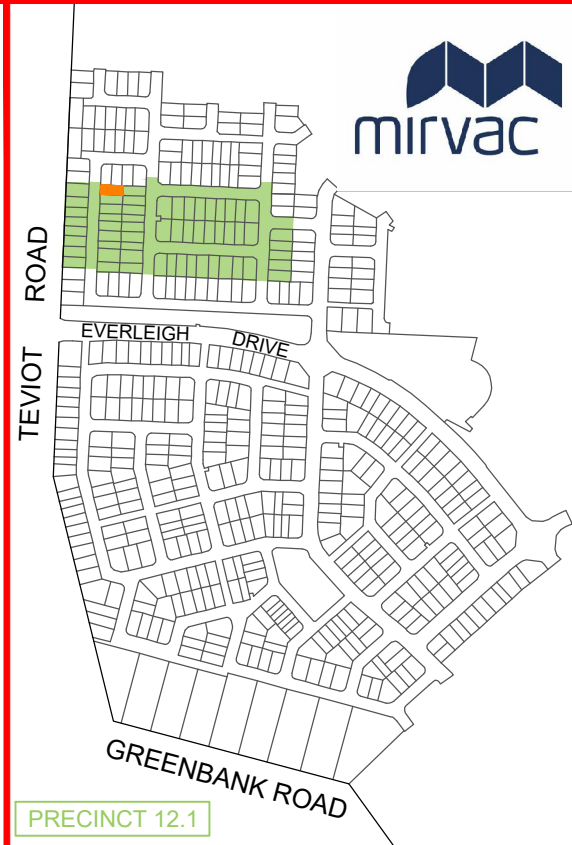 mirvac
TEVIOT ROAD
EVERLEIGH DRIVE
GREENBANK ROAD
PRECINCT 12.1